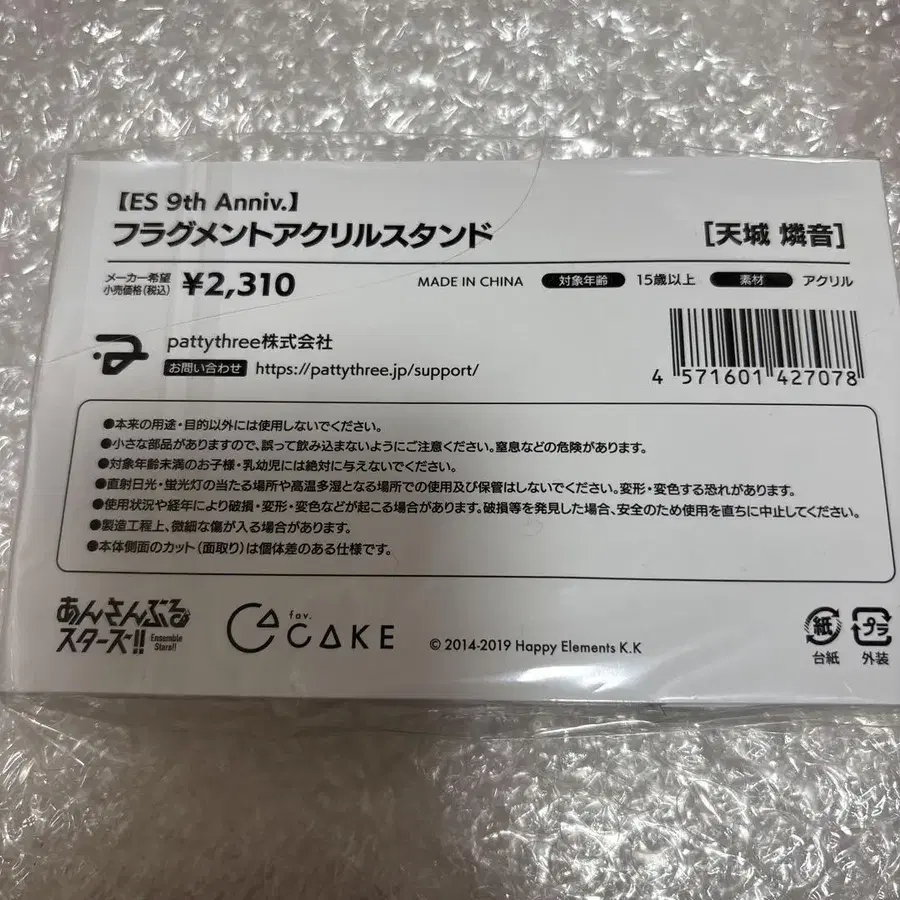 【ES 9th Anniv.】
フラグメントアクリルスタンド [天城 燐音]
メーカー希望
小売価格(税込) ¥2,310 MADE IN CHINA 対象年齢 15歳以上 素材 アクリル
pattythree株式会社
お問い合わせ https://pattythree.jp/support/
4 571601 427078
●本来の用途・目的以外には使用しないでください。
●小さな部品がありますので、誤って飲み込まないようにご注意ください。窒息などの危険があります。
●対象年齢未満のお子様・乳幼児には絶対に与えないでください。
●直射日光・蛍光灯の当たる場所や高温多湿となる場所での使用及び保管はしないでください。変形・変色する恐れがあります。
●使用状況や経年により破損・変形・変色などが起こる場合があります。破損等を発見した場合、安全のため使用を直ちに中止してください。
●製造工程上、微細な傷が入る場合があります。
●本体側面のカット(面取り)は個体差のある仕様です。
あんさんぶる
スターズ!!
Ensemble
Stars!!
fav.
CAKE
© 2014-2019 Happy Elements K.K
紙
台紙
プラ
外装